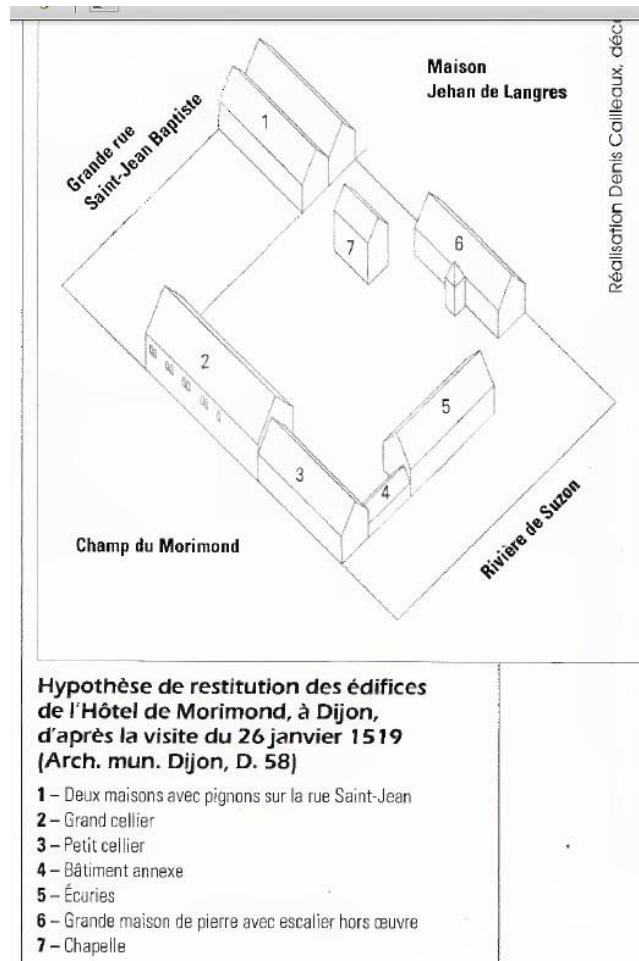 Maison
Jehan de Langres
Grande rue
Saint-Jean Baptiste
Réalisation Denis Cailleaux, déce
1
7
6
2
5
3
4
Champ du Morimond
Rivière de Suzon
Hypothèse de restitution des édifices
de l'Hôtel de Morimond, à Dijon,
d'après la visite du 26 janvier 1519
(Arch. mun. Dijon, D. 58)
1 – Deux maisons avec pignons sur la rue Saint-Jean
2 – Grand cellier
3 – Petit cellier
4 – Bâtiment annexe
5 – Écuries
6 – Grande maison de pierre avec escalier hors œuvre
7 – Chapelle